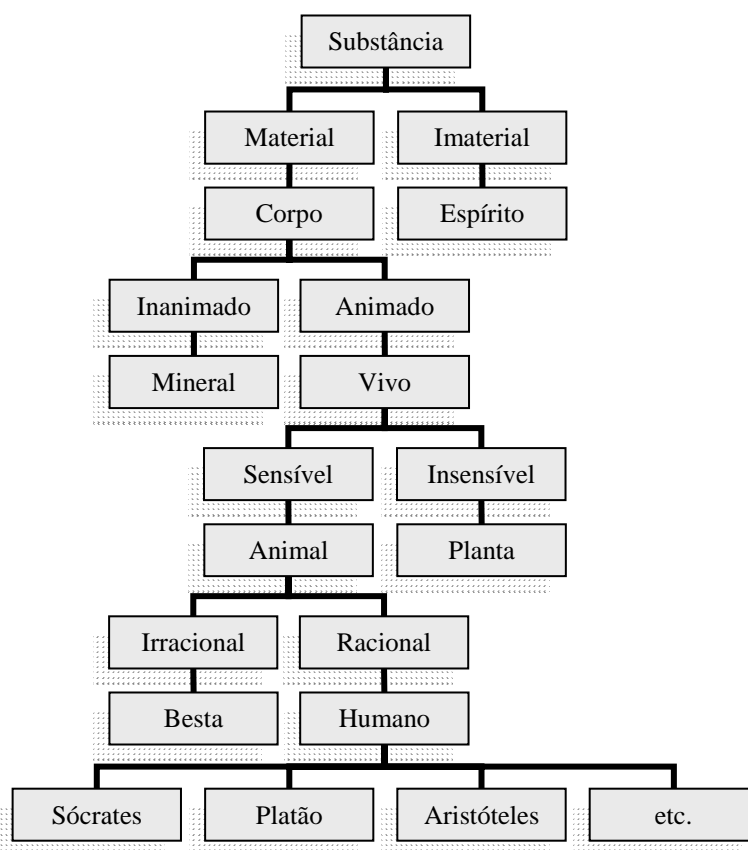 Substância
Material
Imaterial
Corpo
Espírito
Inanimado
Animado
Mineral
Vivo
Sensível
Insensível
Animal
Planta
Irracional
Racional
Besta
Humano
Sócrates
Platão
Aristóteles
etc.